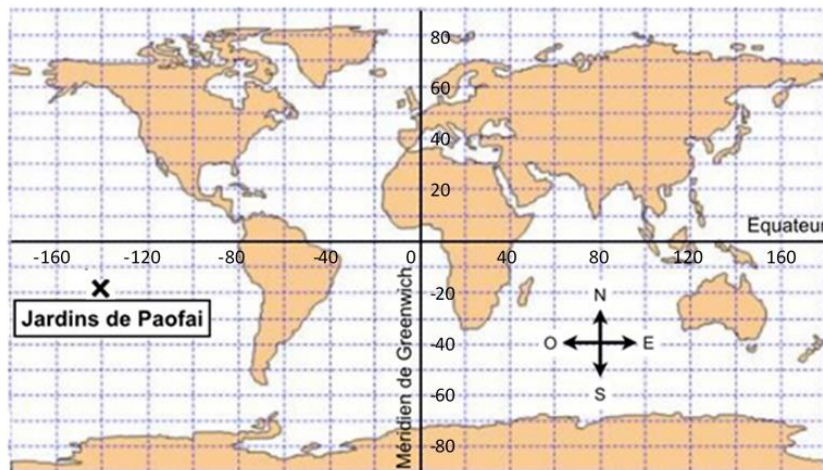 80
60
40
20
Equateur
-160 -120 -80 -40 0 40 80 120 160
Jardins de Paofai
Méridien de Greenwich
-20
-40
-60
-80
N
O E
S